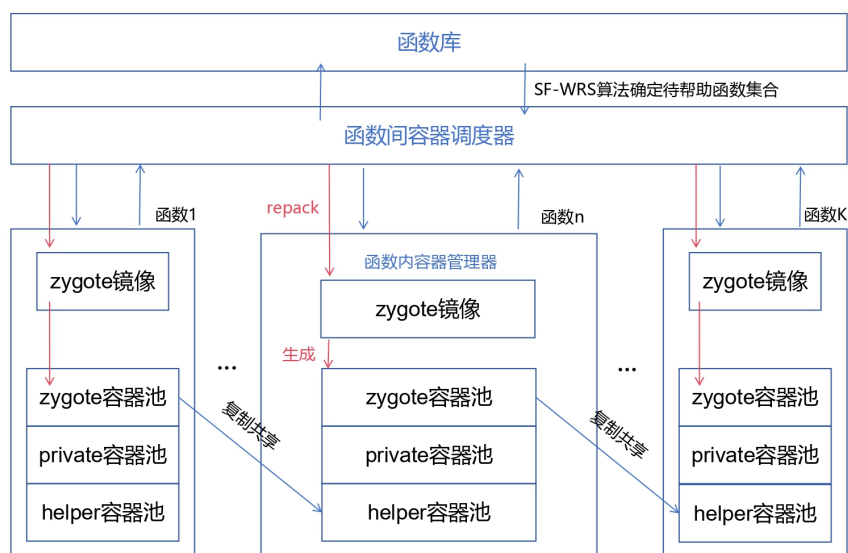 函数库
SF-WRS算法确定待帮助函数集合
函数间容器调度器
repack
函数1
函数n
函数K
函数内容器管理器
zygote镜像
zygote镜像
zygote镜像
生成
...
...
zygote容器池
private容器池
helper容器池
复制共享
zygote容器池
private容器池
helper容器池
复制共享
zygote容器池
private容器池
helper容器池